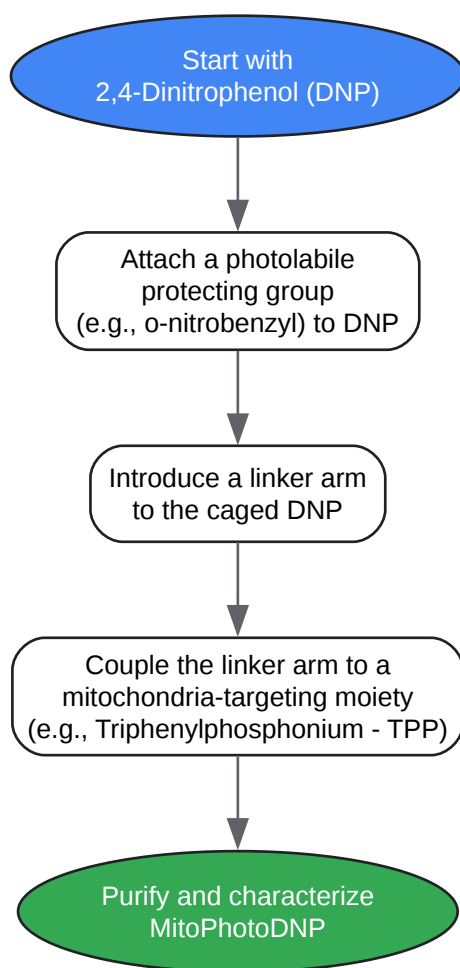 Start with
2,4-Dinitrophenol (DNP)
Attach a photolabile
protecting group
(e.g., o-nitrobenzyl) to DNP
Introduce a linker arm
to the caged DNP
Couple the linker arm to a
mitochondria-targeting moiety
(e.g., Triphenylphosphonium - TPP)
Purify and characterize
MitoPhotoDNP